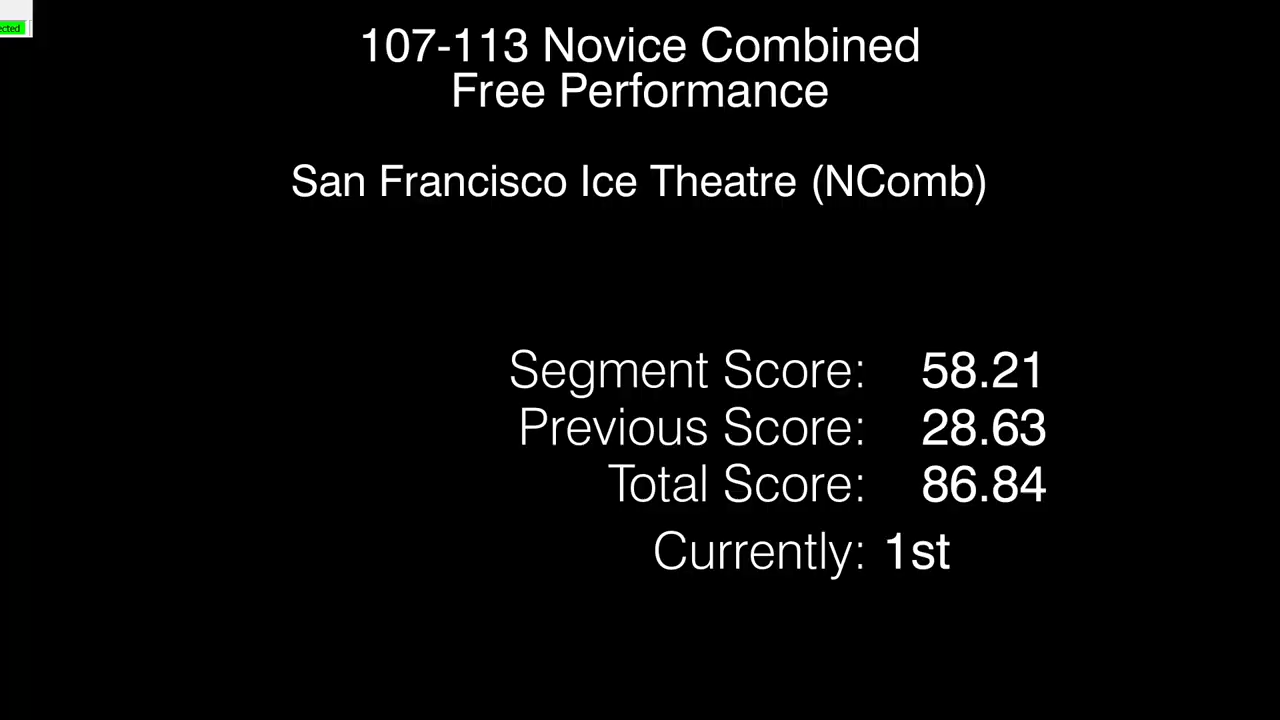 ected
107-113 Novice Combined
Free Performance
San Francisco Ice Theatre (NComb)
Segment Score: 58.21
Previous Score: 28.63
Total Score: 86.84
Currently: 1st